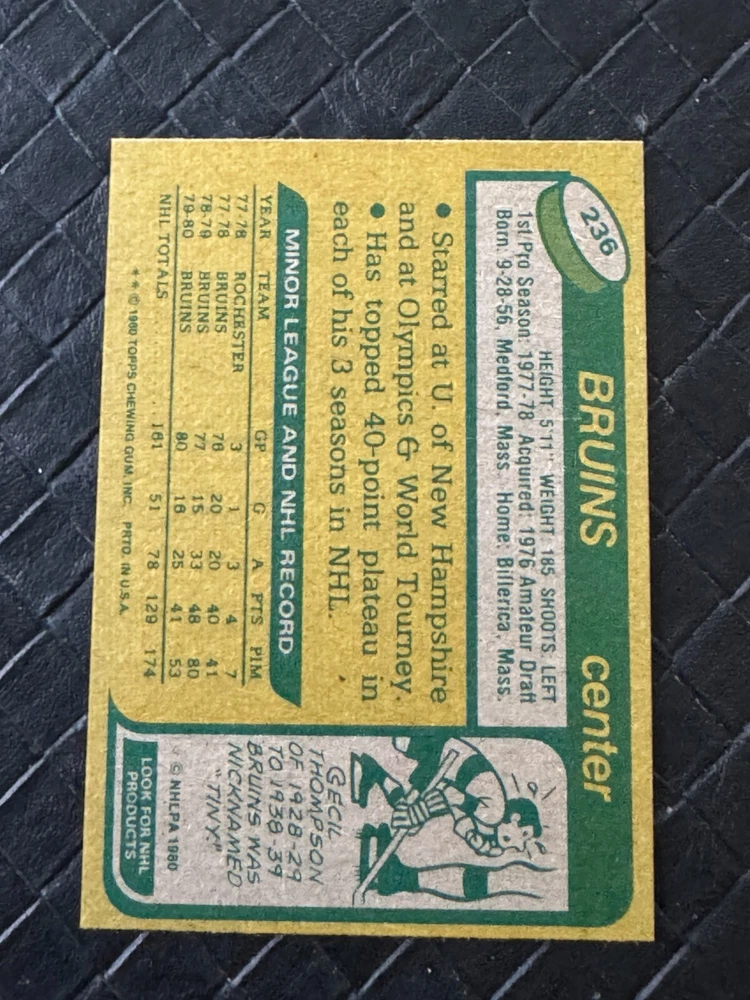 236
BRUINS center
HEIGHT: 5'11" WEIGHT: 185 SHOOTS: LEFT
1st Pro Season: 1977-78 Acquired: 1976 Amateur Draft
Born: 9-28-56, Medford, Mass. Home: Billerica, Mass.
• Starred at U. of New Hampshire
and at Olympics & World Tourney.
• Has topped 40-point plateau in
each of his 3 seasons in NHL.
MINOR LEAGUE AND NHL RECORD
YEAR TEAM GP G A PTS PIM
77-78 ROCHESTER 3 1 3 4 7
77-78 BRUINS 76 20 20 40 41
78-79 BRUINS 77 15 33 48 80
79-80 BRUINS 80 16 25 41 53
NHL TOTALS 161 51 78 129 174
** © 1980 TOPPS CHEWING GUM, INC. PRTD. IN U.S.A.
CECIL
THOMPSON
OF 1928-29
TO 1938-39
BRUINS WAS
NICKNAMED
"TINY."
© NHLPA 1980
LOOK FOR NHL
PRODUCTS